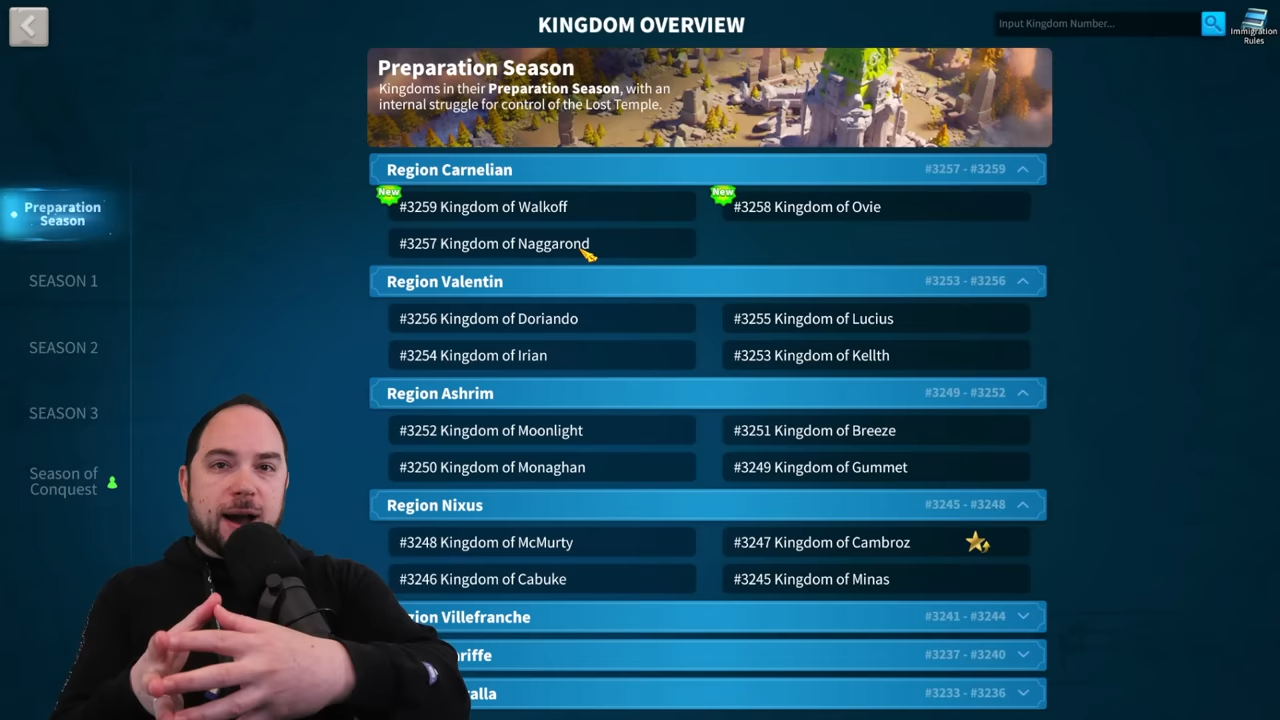 KINGDOM OVERVIEW
Input Kingdom Number...
Immigration
Rules
Preparation Season
Kingdoms in their Preparation Season, with an
internal struggle for control of the Lost Temple.
Preparation
Season
SEASON 1
SEASON 2
SEASON 3
Season of
Conquest
Region Carnelian #3257 - #3259
New
#3259 Kingdom of Walkoff
New
#3258 Kingdom of Ovie
#3257 Kingdom of Naggarond
Region Valentin #3253 - #3256
#3256 Kingdom of Doriando
#3255 Kingdom of Lucius
#3254 Kingdom of Irian
#3253 Kingdom of Kellth
Region Ashrim #3249 - #3252
#3252 Kingdom of Moonlight
#3251 Kingdom of Breeze
#3250 Kingdom of Monaghan
#3249 Kingdom of Gummet
Region Nixus #3245 - #3248
#3248 Kingdom of McMurty
#3247 Kingdom of Cambroz
#3246 Kingdom of Cabuke
#3245 Kingdom of Minas
gion Villefranche #3241 - #3244
#3237 - #3240
#3233 - #3236